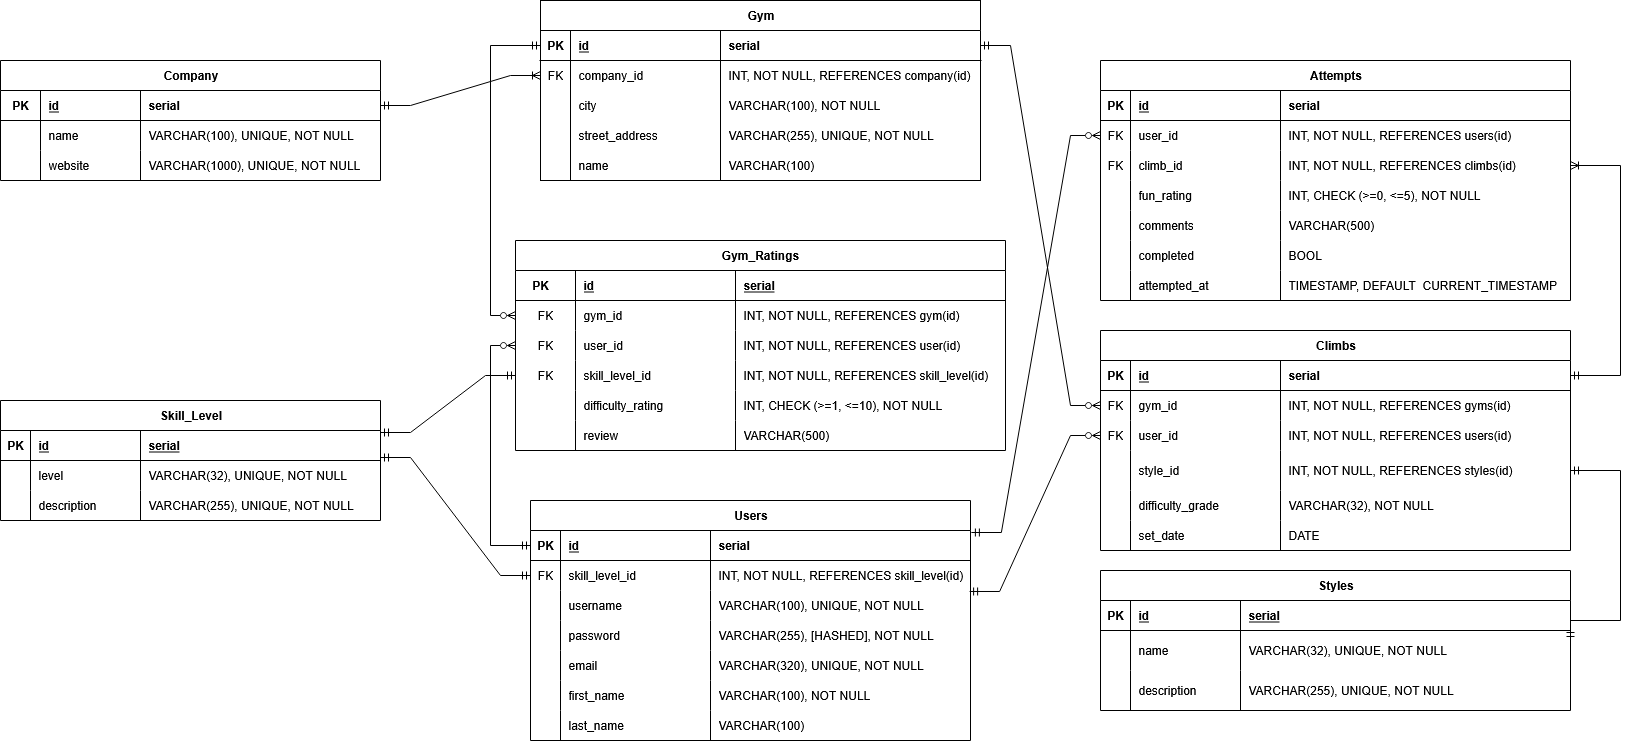 Gym
PK id serial
FK company_id INT, NOT NULL, REFERENCES company(id)
city VARCHAR(100), NOT NULL
street_address VARCHAR(255), UNIQUE, NOT NULL
name VARCHAR(100)
Company
PK id serial
name VARCHAR(100), UNIQUE, NOT NULL
website VARCHAR(1000), UNIQUE, NOT NULL
Attempts
PK id serial
FK user_id INT, NOT NULL, REFERENCES users(id)
FK climb_id INT, NOT NULL, REFERENCES climbs(id)
fun_rating INT, CHECK (>=0, <=5), NOT NULL
comments VARCHAR(500)
completed BOOL
attempted_at TIMESTAMP, DEFAULT CURRENT_TIMESTAMP
Gym_Ratings
PK id serial
FK gym_id INT, NOT NULL, REFERENCES gym(id)
FK user_id INT, NOT NULL, REFERENCES user(id)
FK skill_level_id INT, NOT NULL, REFERENCES skill_level(id)
difficulty_rating INT, CHECK (>=1, <=10), NOT NULL
review VARCHAR(500)
Climbs
PK id serial
FK gym_id INT, NOT NULL, REFERENCES gyms(id)
FK user_id INT, NOT NULL, REFERENCES users(id)
style_id INT, NOT NULL, REFERENCES styles(id)
difficulty_grade VARCHAR(32), NOT NULL
set_date DATE
Skill_Level
PK id serial
level VARCHAR(32), UNIQUE, NOT NULL
description VARCHAR(255), UNIQUE, NOT NULL
Users
PK id serial
FK skill_level_id INT, NOT NULL, REFERENCES skill_level(id)
username VARCHAR(100), UNIQUE, NOT NULL
password VARCHAR(255), [HASHED], NOT NULL
email VARCHAR(320), UNIQUE, NOT NULL
first_name VARCHAR(100), NOT NULL
last_name VARCHAR(100)
Styles
PK id serial
name VARCHAR(32), UNIQUE, NOT NULL
description VARCHAR(255), UNIQUE, NOT NULL